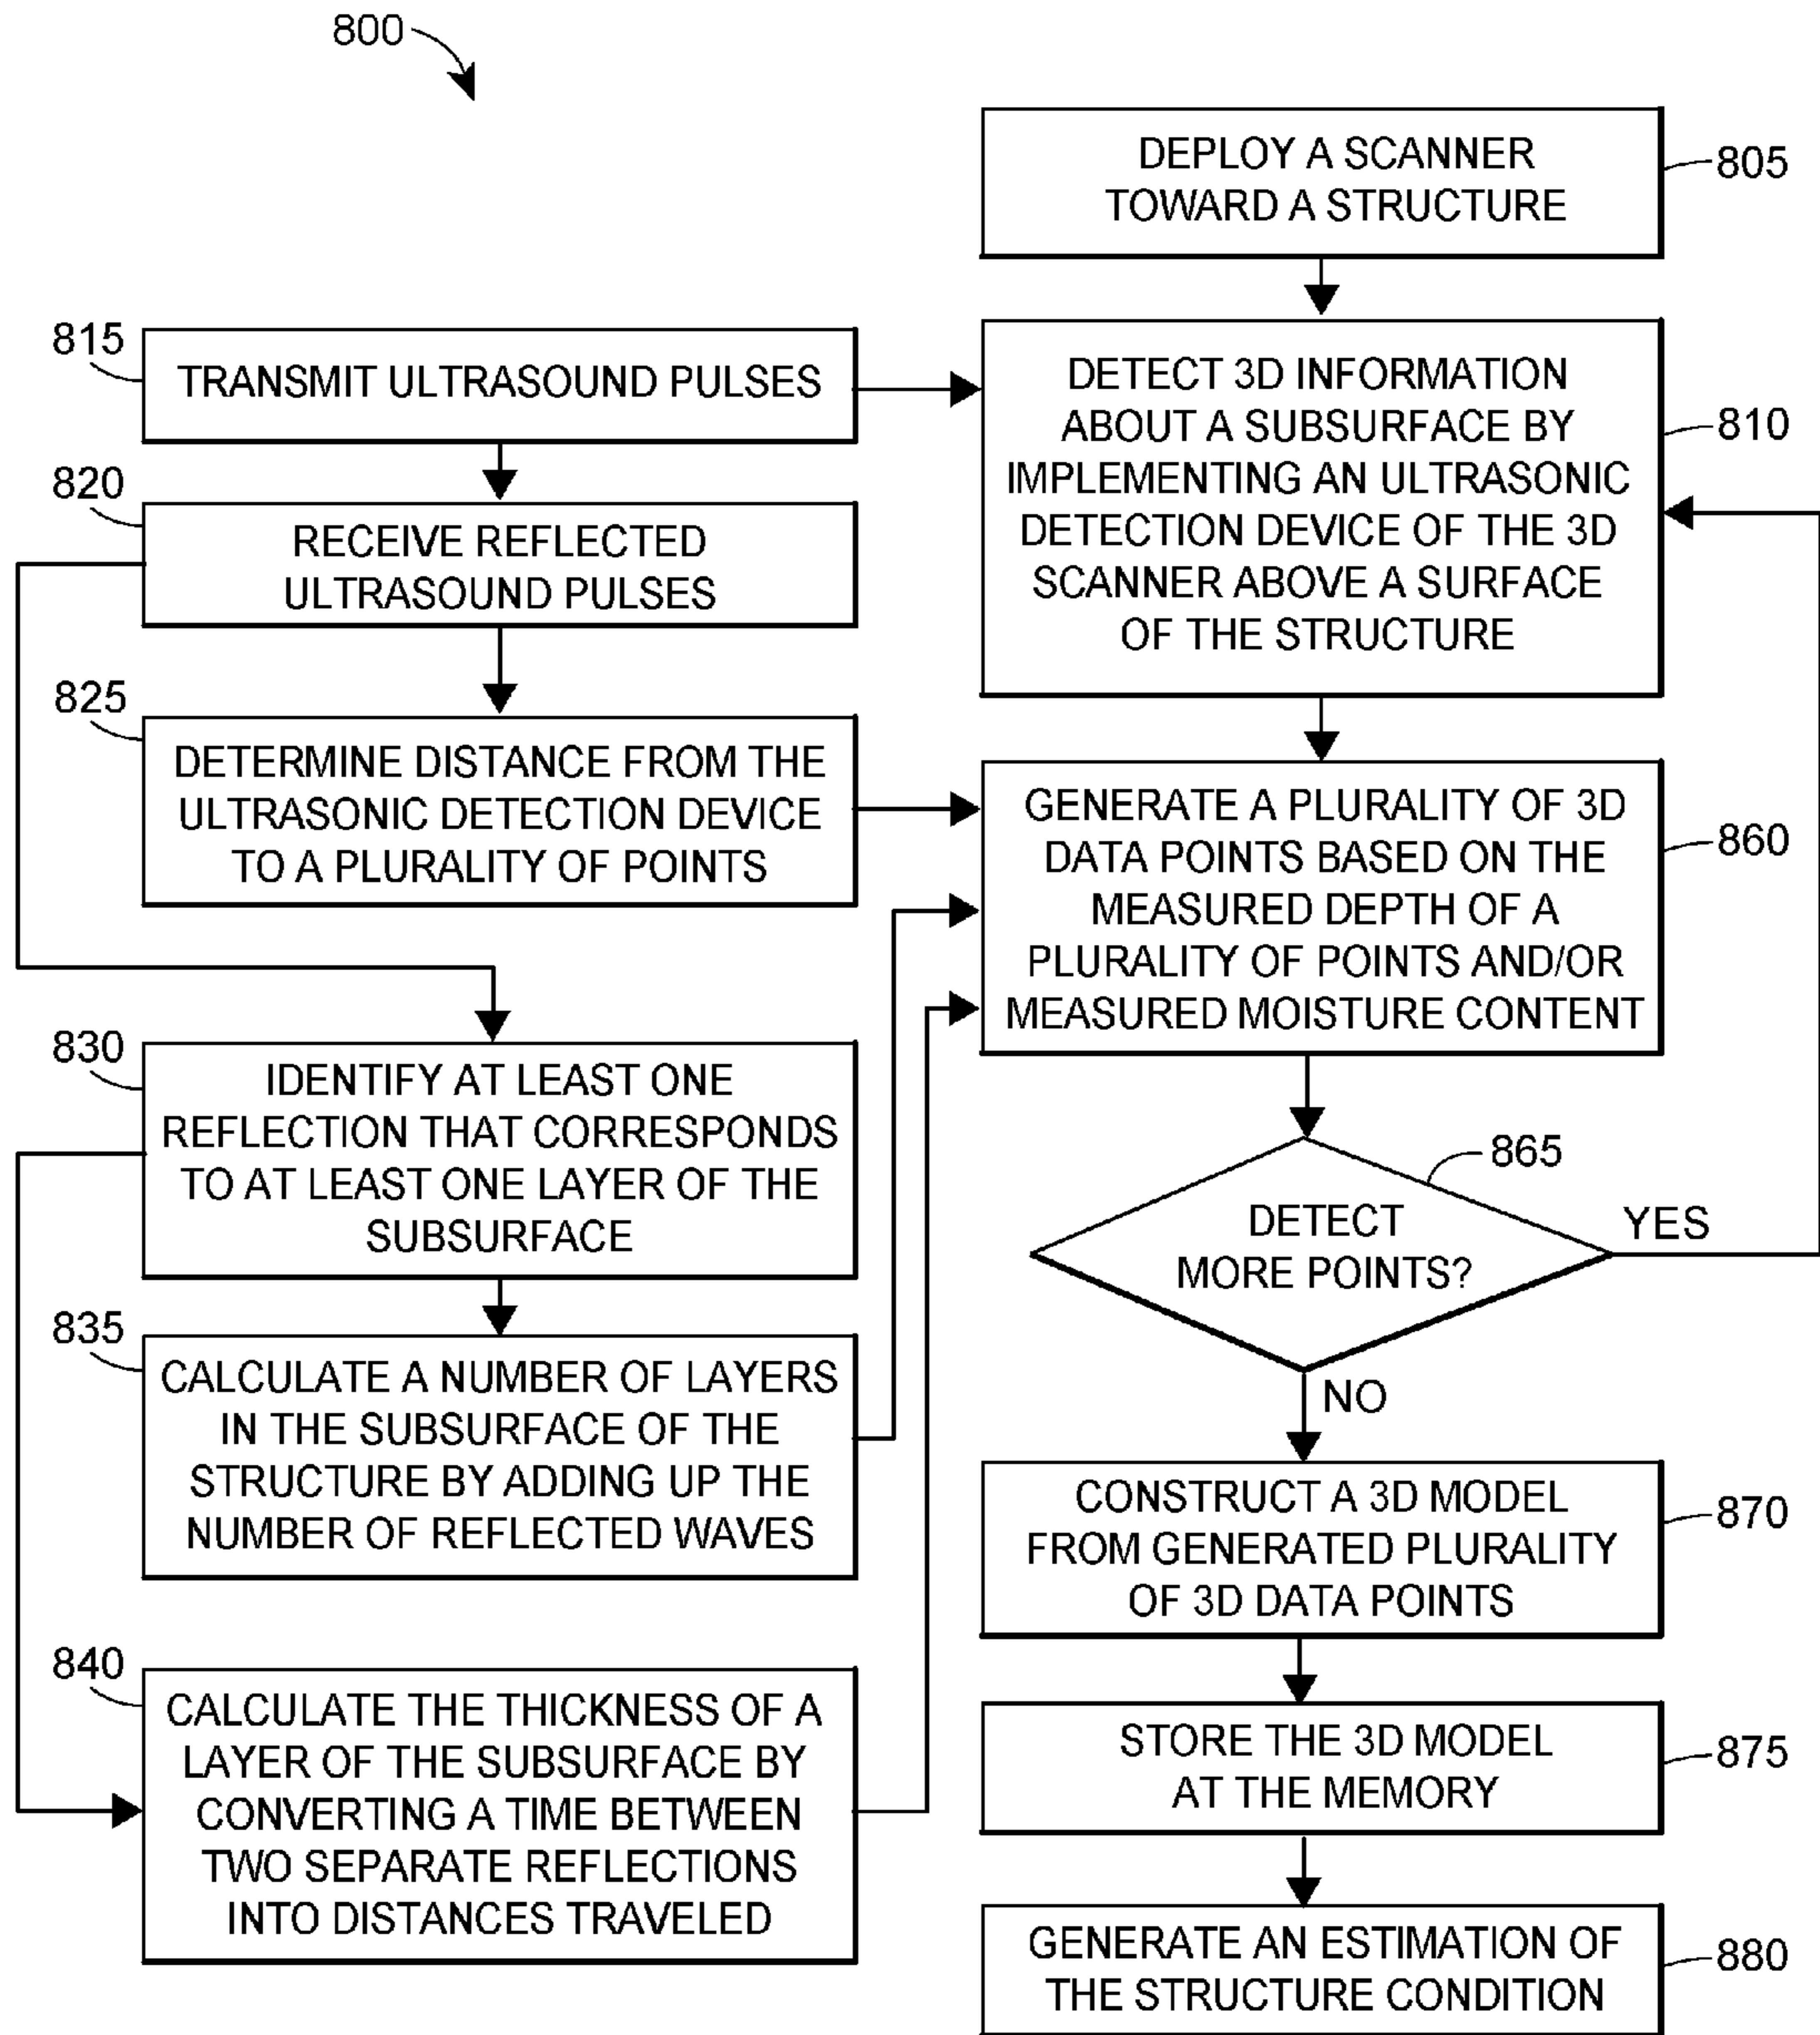 800
DEPLOY A SCANNER
TOWARD A STRUCTURE
805
815
TRANSMIT ULTRASOUND PULSES
DETECT 3D INFORMATION
ABOUT A SUBSURFACE BY
IMPLEMENTING AN ULTRASONIC
DETECTION DEVICE OF THE 3D
SCANNER ABOVE A SURFACE
OF THE STRUCTURE
810
820
RECEIVE REFLECTED
ULTRASOUND PULSES
825
DETERMINE DISTANCE FROM THE
ULTRASONIC DETECTION DEVICE
TO A PLURALITY OF POINTS
GENERATE A PLURALITY OF 3D
DATA POINTS BASED ON THE
MEASURED DEPTH OF A
PLURALITY OF POINTS AND/OR
MEASURED MOISTURE CONTENT
860
830
IDENTIFY AT LEAST ONE
REFLECTION THAT CORRESPONDS
TO AT LEAST ONE LAYER OF THE
SUBSURFACE
865
DETECT
MORE POINTS?
YES
NO
835
CALCULATE A NUMBER OF LAYERS
IN THE SUBSURFACE OF THE
STRUCTURE BY ADDING UP THE
NUMBER OF REFLECTED WAVES
CONSTRUCT A 3D MODEL
FROM GENERATED PLURALITY
OF 3D DATA POINTS
870
840
CALCULATE THE THICKNESS OF A
LAYER OF THE SUBSURFACE BY
CONVERTING A TIME BETWEEN
TWO SEPARATE REFLECTIONS
INTO DISTANCES TRAVELED
STORE THE 3D MODEL
AT THE MEMORY
875
GENERATE AN ESTIMATION OF
THE STRUCTURE CONDITION
880